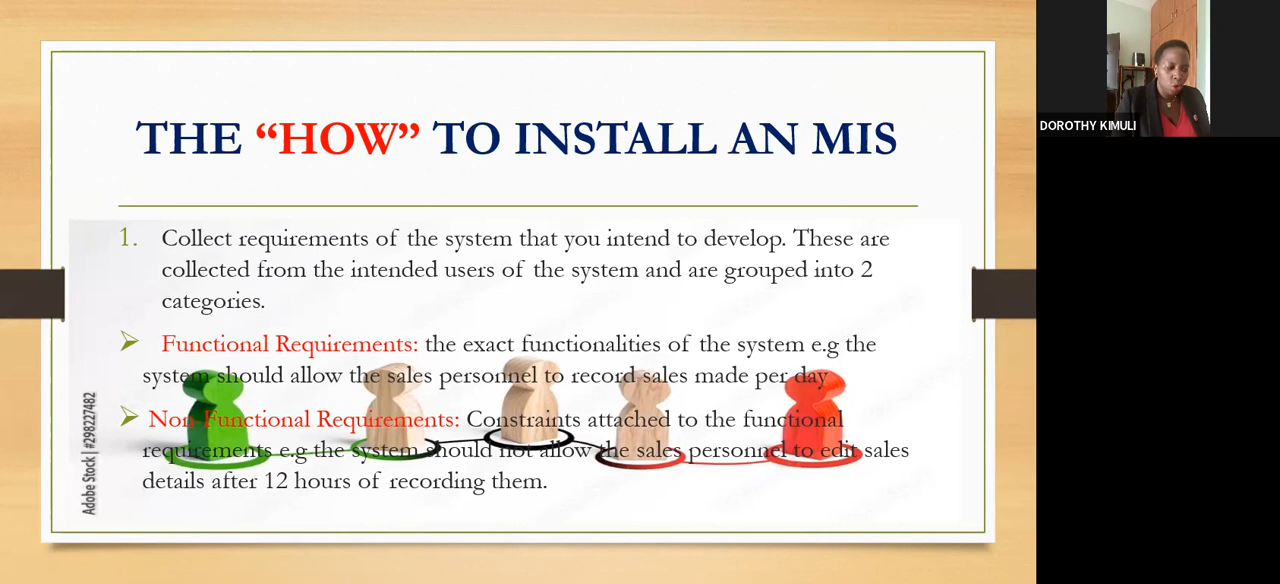 THE “HOW” TO INSTALL AN MIS
1. Collect requirements of the system that you intend to develop. These are
collected from the intended users of the system and are grouped into 2
categories.
Functional Requirements: the exact functionalities of the system e.g the
system should allow the sales personnel to record sales made per day
Non-Functional Requirements: Constraints attached to the functional
requirements e.g the system should not allow the sales personnel to edit sales
details after 12 hours of recording them.
Adobe Stock | #298227482
DOROTHY KIMULI